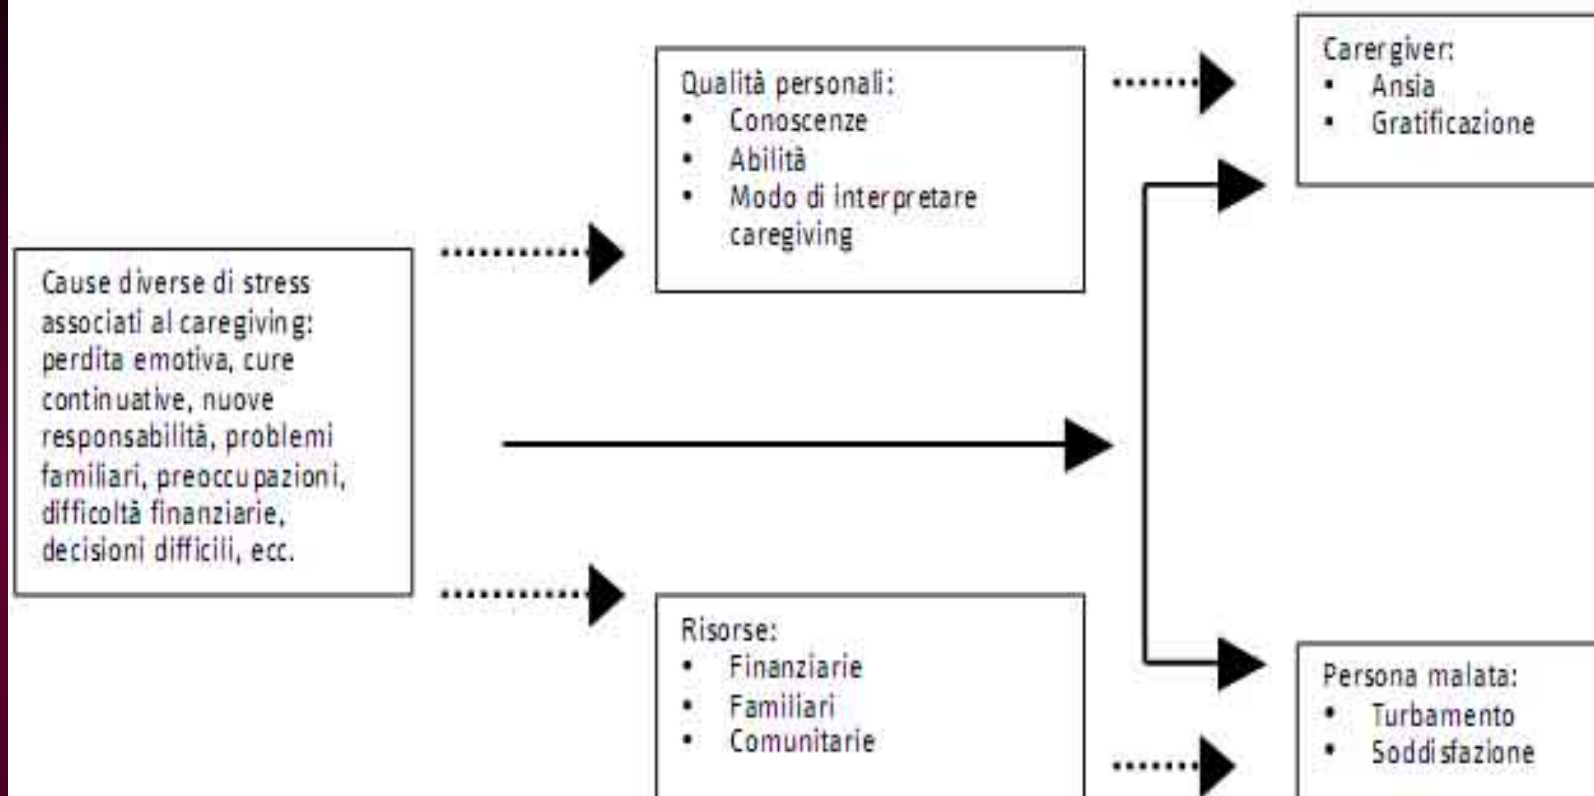 Cause diverse di stress
associati al caregiving:
perdita emotiva, cure
continuative, nuove
responsabilità, problemi
familiari, preoccupazioni,
difficoltà finanziarie,
decisioni difficili, ecc.
Qualità personali:
• Conoscenze
• Abilità
• Modo di interpretare
caregiving
Risorse:
• Finanziarie
• Familiari
• Comunitarie
Carergiver:
• Ansia
• Gratificazione
Persona malata:
• Turbamento
• Soddisfazione